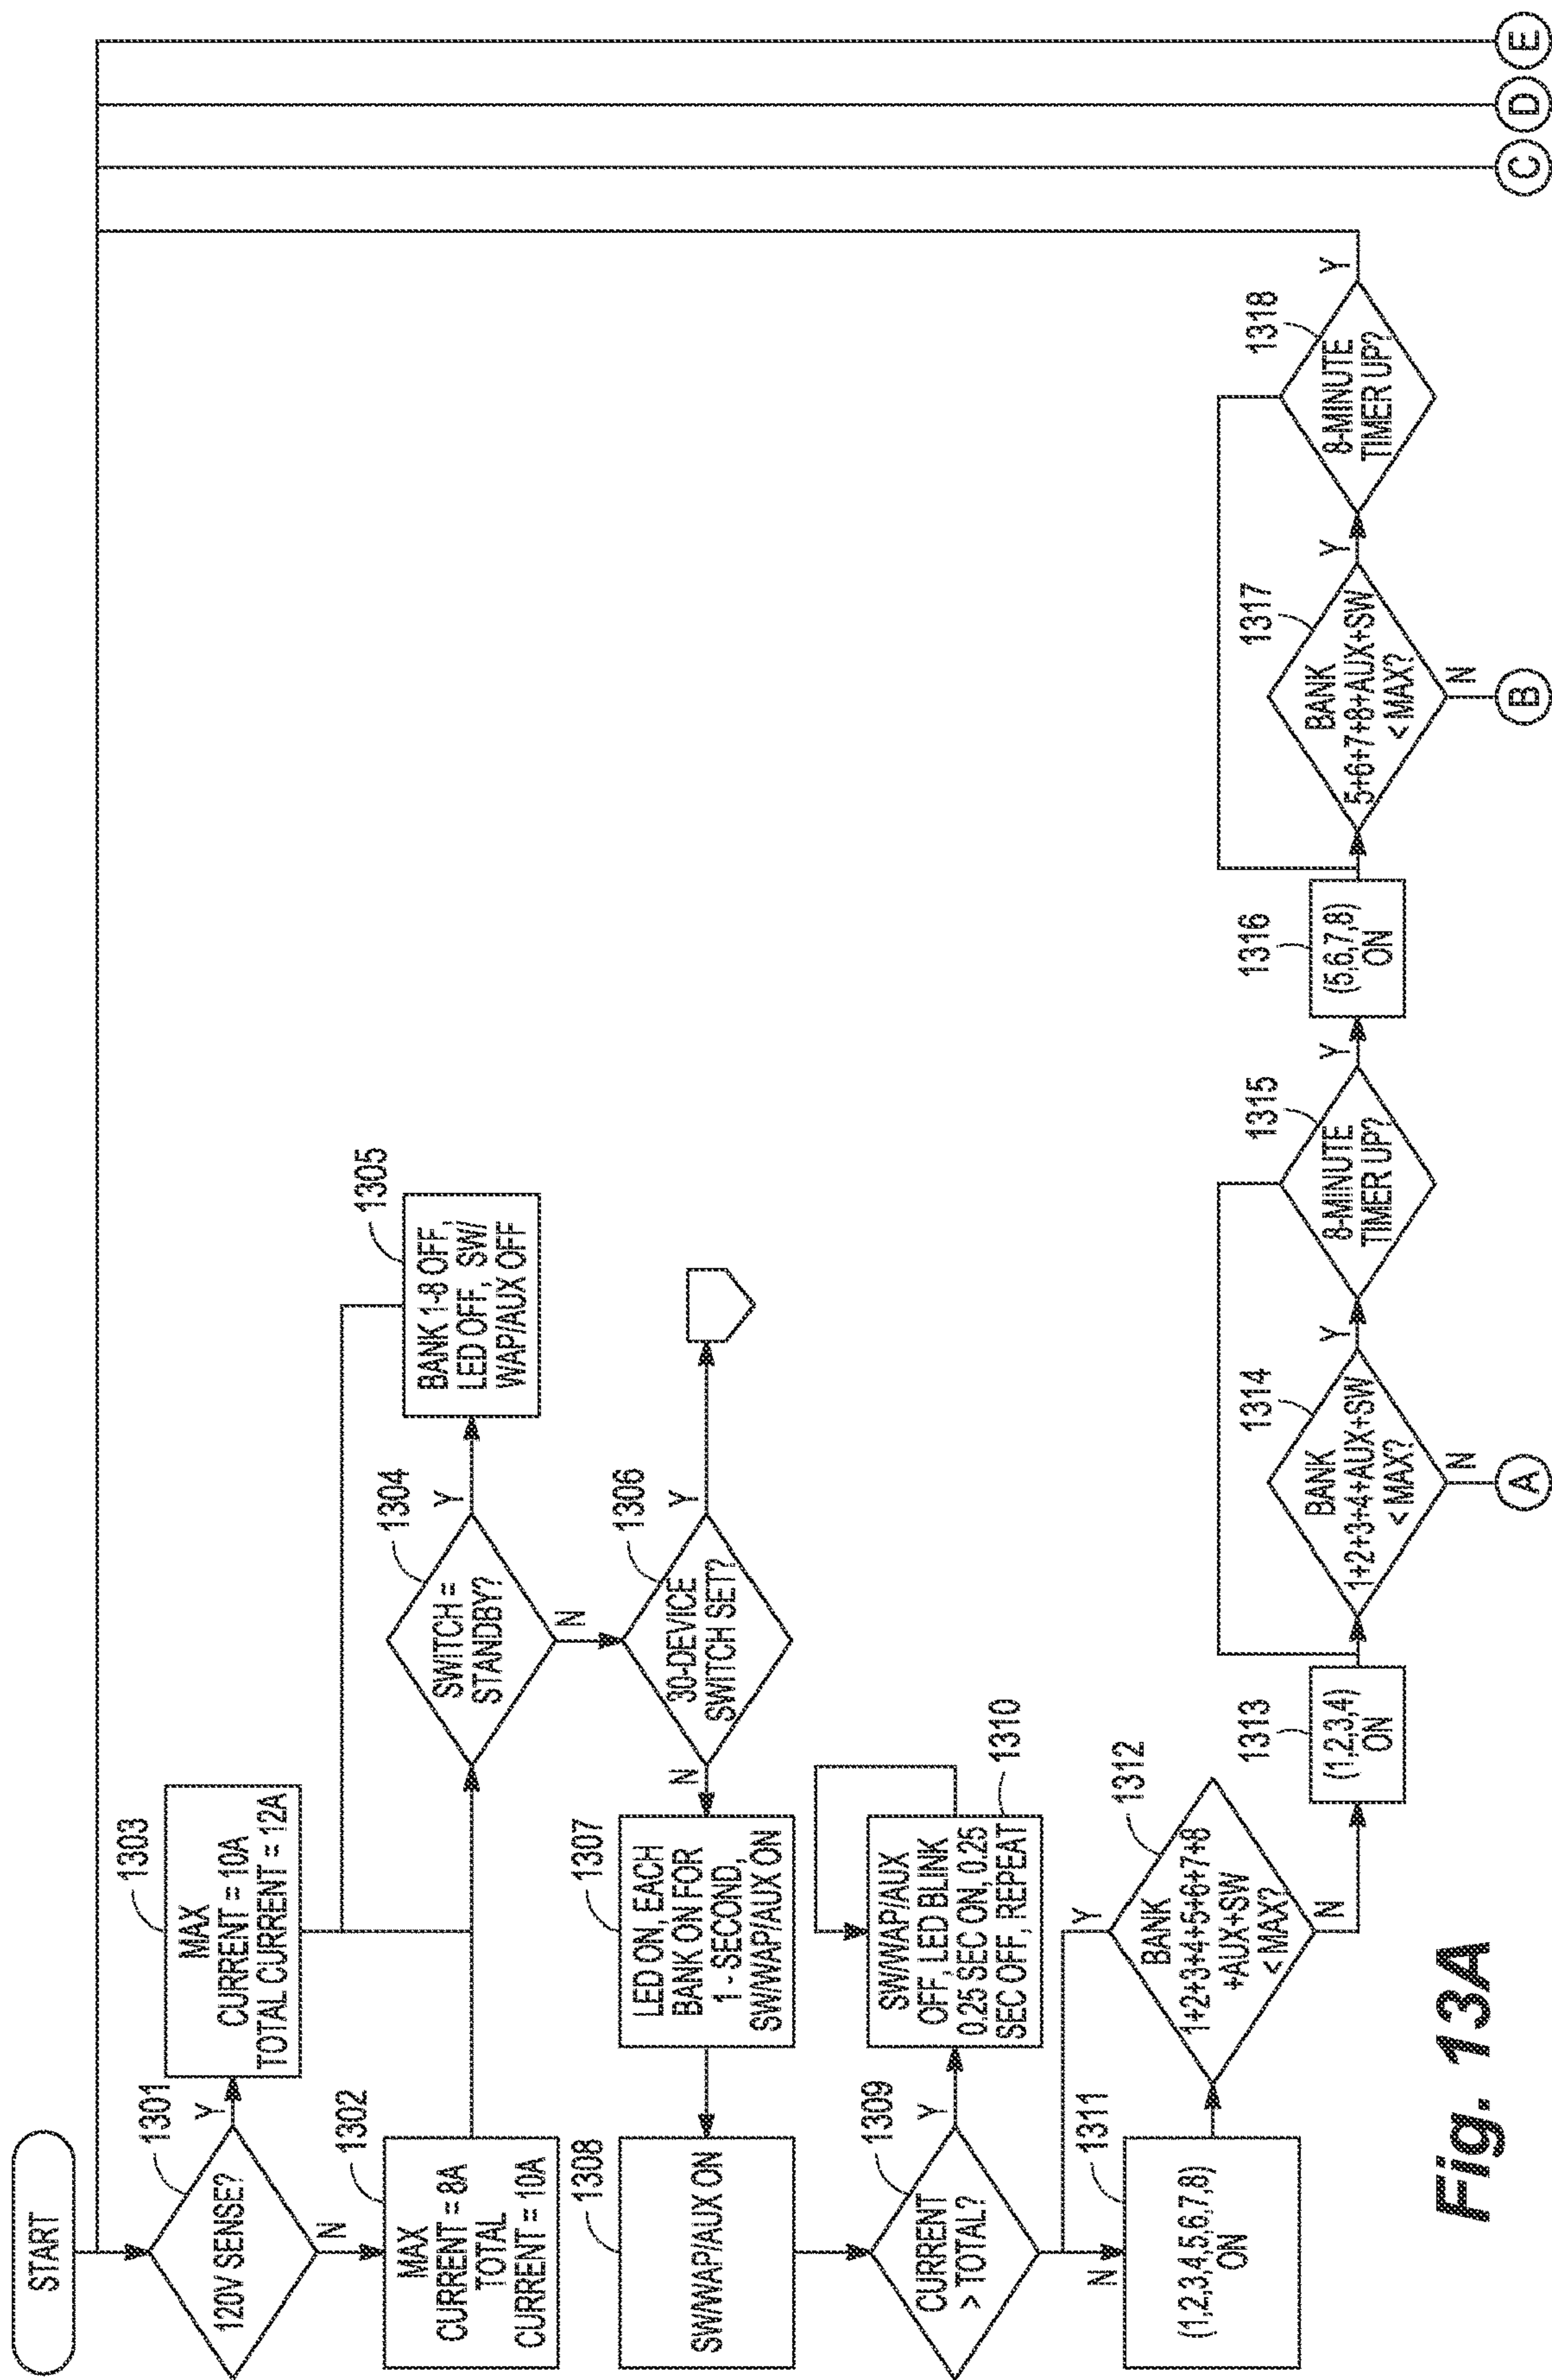 START
1301
120V SENSE?
Y
N
1303
MAX
CURRENT = 10A
TOTAL CURRENT = 12A
1302
MAX
CURRENT = 8A
TOTAL
CURRENT = 10A
1304
SWITCH =
STANDBY?
Y
N
1305
BANK 1-8 OFF,
LED OFF, SW/
WAP/AUX OFF
1306
30-DEVICE
SWITCH SET?
Y
N
1307
LED ON, EACH
BANK ON FOR
1 - SECOND,
SW/WAP/AUX ON
1308
SW/WAP/AUX ON
1309
CURRENT
> TOTAL?
Y
N
1310
SW/WAP/AUX
OFF, LED BLINK
0.25 SEC ON, 0.25
SEC OFF, REPEAT
1311
(1,2,3,4,5,6,7,8)
ON
1312
BANK
1+2+3+4+5+6+7+8
+AUX+SW
< MAX?
Y
N
1313
(1,2,3,4)
ON
1314
BANK
1+2+3+4+AUX+SW
< MAX?
Y
N
A
1315
8-MINUTE
TIMER UP?
Y
1316
(5,6,7,8)
ON
1317
BANK
5+6+7+8+AUX+SW
< MAX?
Y
N
B
1318
8-MINUTE
TIMER UP?
Y
C
D
E
Fig. 13A